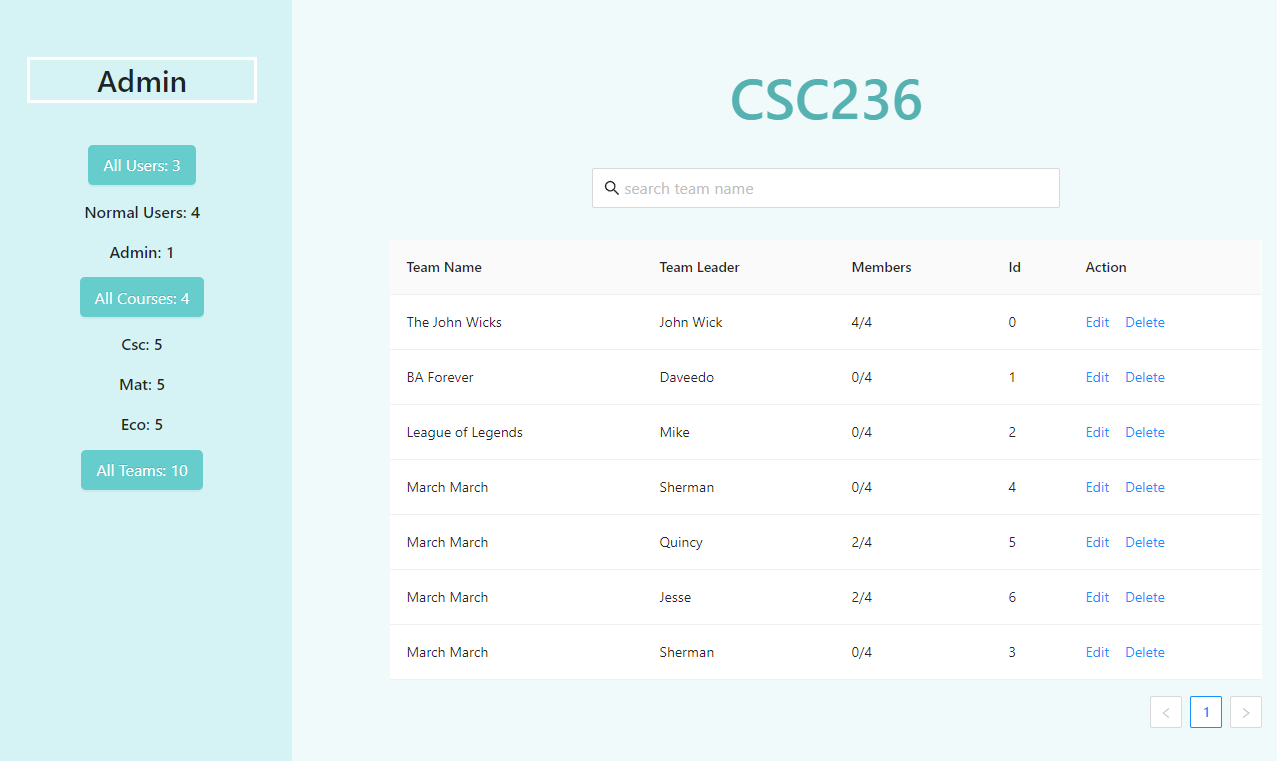 Admin
All Users: 3
Normal Users: 4
Admin: 1
All Courses: 4
Csc: 5
Mat: 5
Eco: 5
All Teams: 10
CSC236
search team name
Team Name Team Leader Members Id Action
The John Wicks John Wick 4/4 0 Edit Delete
BA Forever Daveedo 0/4 1 Edit Delete
League of Legends Mike 0/4 2 Edit Delete
March March Sherman 0/4 4 Edit Delete
March March Quincy 2/4 5 Edit Delete
March March Jesse 2/4 6 Edit Delete
March March Sherman 0/4 3 Edit Delete
< 1 >